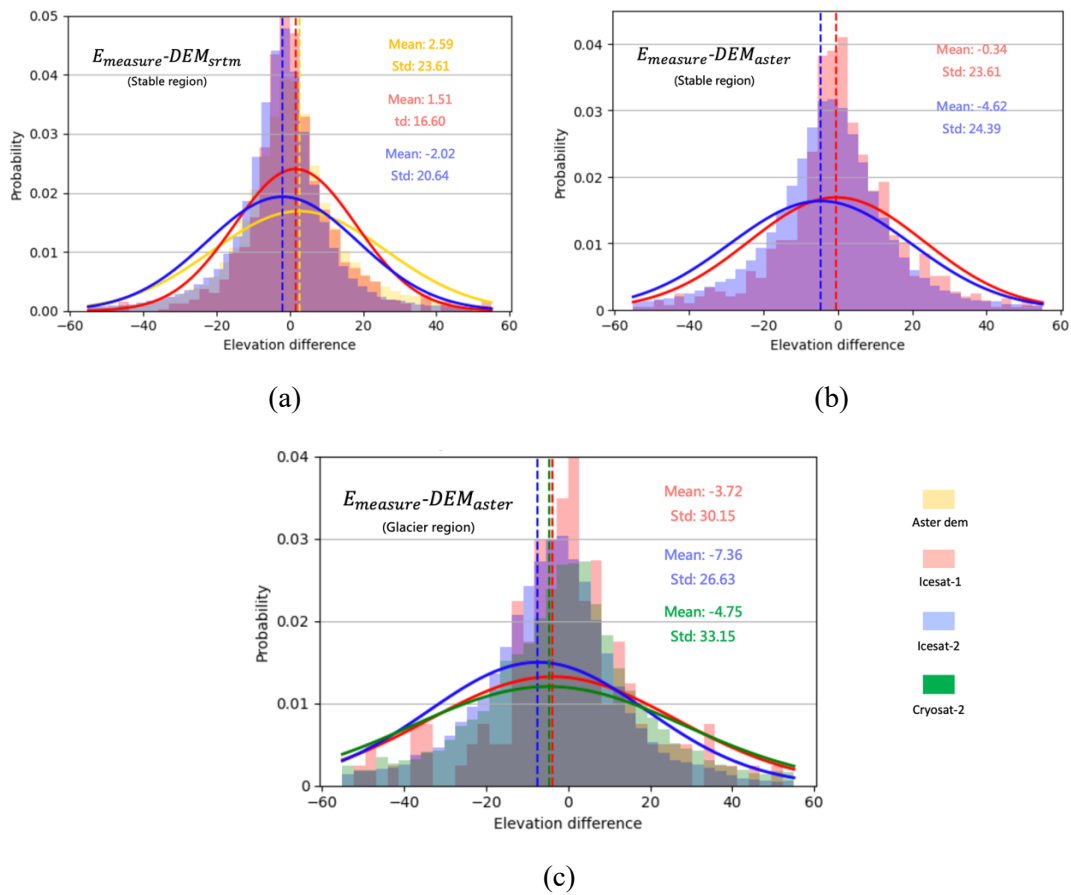 0.05
0.04
0.03
0.02
0.01
0.00
Probability
E_measure-DEM_srtm
(Stable region)
Mean: 2.59
Std: 23.61
Mean: 1.51
td: 16.60
Mean: -2.02
Std: 20.64
−60 −40 −20 0 20 40 60
Elevation difference
(a)
0.04
0.03
0.02
0.01
0
Probability
E_measure-DEM_aster
(Stable region)
Mean: -0.34
Std: 23.61
Mean: -4.62
Std: 24.39
−60 −40 −20 0 20 40 60
Elevation difference
(b)
0.04
0.03
0.02
0.01
0
Probability
E_measure-DEM_aster
(Glacier region)
Mean: -3.72
Std: 30.15
Mean: -7.36
Std: 26.63
Mean: -4.75
Std: 33.15
−60 −40 −20 0 20 40 60
Elevation difference
Aster dem
Icesat-1
Icesat-2
Cryosat-2
(c)